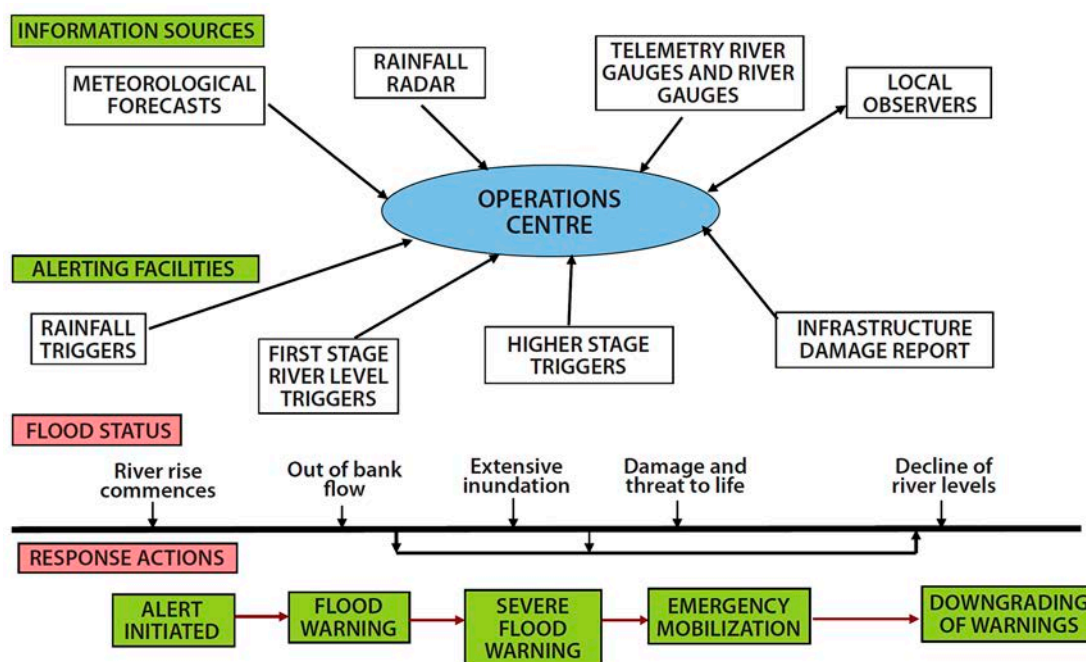 INFORMATION SOURCES
METEOROLOGICAL
FORECASTS
RAINFALL
RADAR
TELEMETRY RIVER
GAUGES AND RIVER
GAUGES
LOCAL
OBSERVERS
OPERATIONS
CENTRE
ALERTING FACILITIES
RAINFALL
TRIGGERS
FIRST STAGE
RIVER LEVEL
TRIGGERS
HIGHER STAGE
TRIGGERS
INFRASTRUCTURE
DAMAGE REPORT
FLOOD STATUS
River rise
commences
Out of bank
flow
Extensive
inundation
Damage and
threat to life
Decline of
river levels
RESPONSE ACTIONS
ALERT
INITIATED
FLOOD
WARNING
SEVERE
FLOOD
WARNING
EMERGENCY
MOBILIZATION
DOWNGRADING
OF WARNINGS